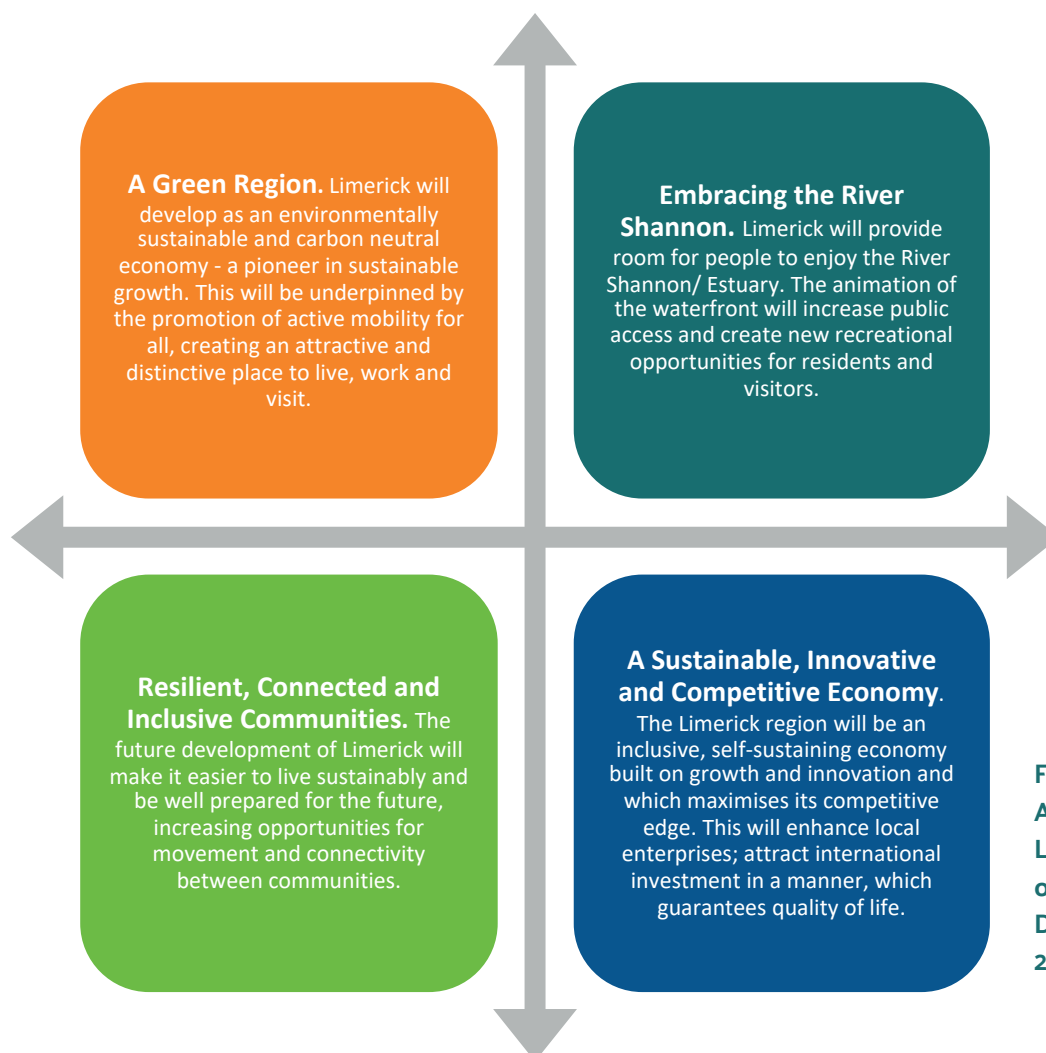 A Green Region. Limerick will
develop as an environmentally
sustainable and carbon neutral
economy - a pioneer in sustainable
growth. This will be underpinned by
the promotion of active mobility for
all, creating an attractive and
distinctive place to live, work and
visit.
Embracing the River
Shannon. Limerick will provide
room for people to enjoy the River
Shannon/ Estuary. The animation of
the waterfront will increase public
access and create new recreational
opportunities for residents and
visitors.
Resilient, Connected and
Inclusive Communities. The
future development of Limerick will
make it easier to live sustainably and
be well prepared for the future,
increasing opportunities for
movement and connectivity
between communities.
A Sustainable, Innovative
and Competitive Economy.
The Limerick region will be an
inclusive, self-sustaining economy
built on growth and innovation and
which maximises its competitive
edge. This will enhance local
enterprises; attract international
investment in a manner, which
guarantees quality of life.